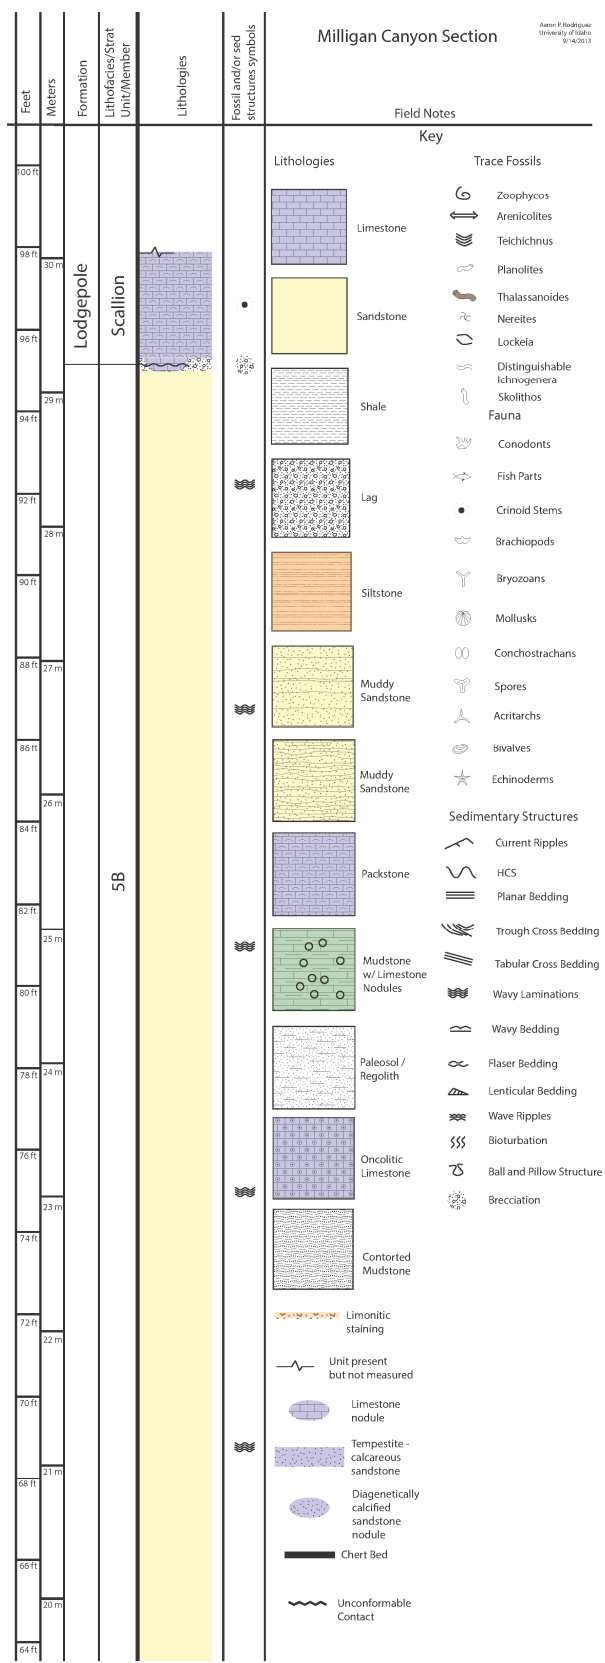 Milligan Canyon Section
Aaron P. Rodriguez
University of Idaho
9/14/2013
Feet
Meters
Formation
Lithofacies/Strat
Unit/Member
Lithologies
Fossil and/or sed
structures symbols
Field Notes
100 ft
98 ft
96 ft
94 ft
92 ft
90 ft
88 ft
86 ft
84 ft
82 ft
80 ft
78 ft
76 ft
74 ft
72 ft
70 ft
68 ft
66 ft
64 ft
30 m
29 m
28 m
27 m
26 m
25 m
24 m
23 m
22 m
21 m
20 m
Lodgepole
Scallion
5B
Key
Lithologies
Limestone
Sandstone
Shale
Lag
Siltstone
Muddy
Sandstone
Muddy
Sandstone
Packstone
Mudstone
w/ Limestone
Nodules
Paleosol /
Regolith
Oncolitic
Limestone
Contorted
Mudstone
Limonitic
staining
Unit present
but not measured
Limestone
nodule
Tempestite -
calcareous
sandstone
Diagenetically
calcified
sandstone
nodule
Chert Bed
Unconformable
Contact
Trace Fossils
Zoophycos
Arenicolites
Teichichnus
Planolites
Thalassanoides
Nereites
Lockeia
Distinguishable
Ichnogenera
Skolithos
Fauna
Conodonts
Fish Parts
Crinoid Stems
Brachiopods
Bryozoans
Mollusks
Conchostrachans
Spores
Acritarchs
Bivalves
Echinoderms
Sedimentary Structures
Current Ripples
HCS
Planar Bedding
Trough Cross Bedding
Tabular Cross Bedding
Wavy Laminations
Wavy Bedding
Flaser Bedding
Lenticular Bedding
Wave Ripples
Bioturbation
Ball and Pillow Structure
Brecciation